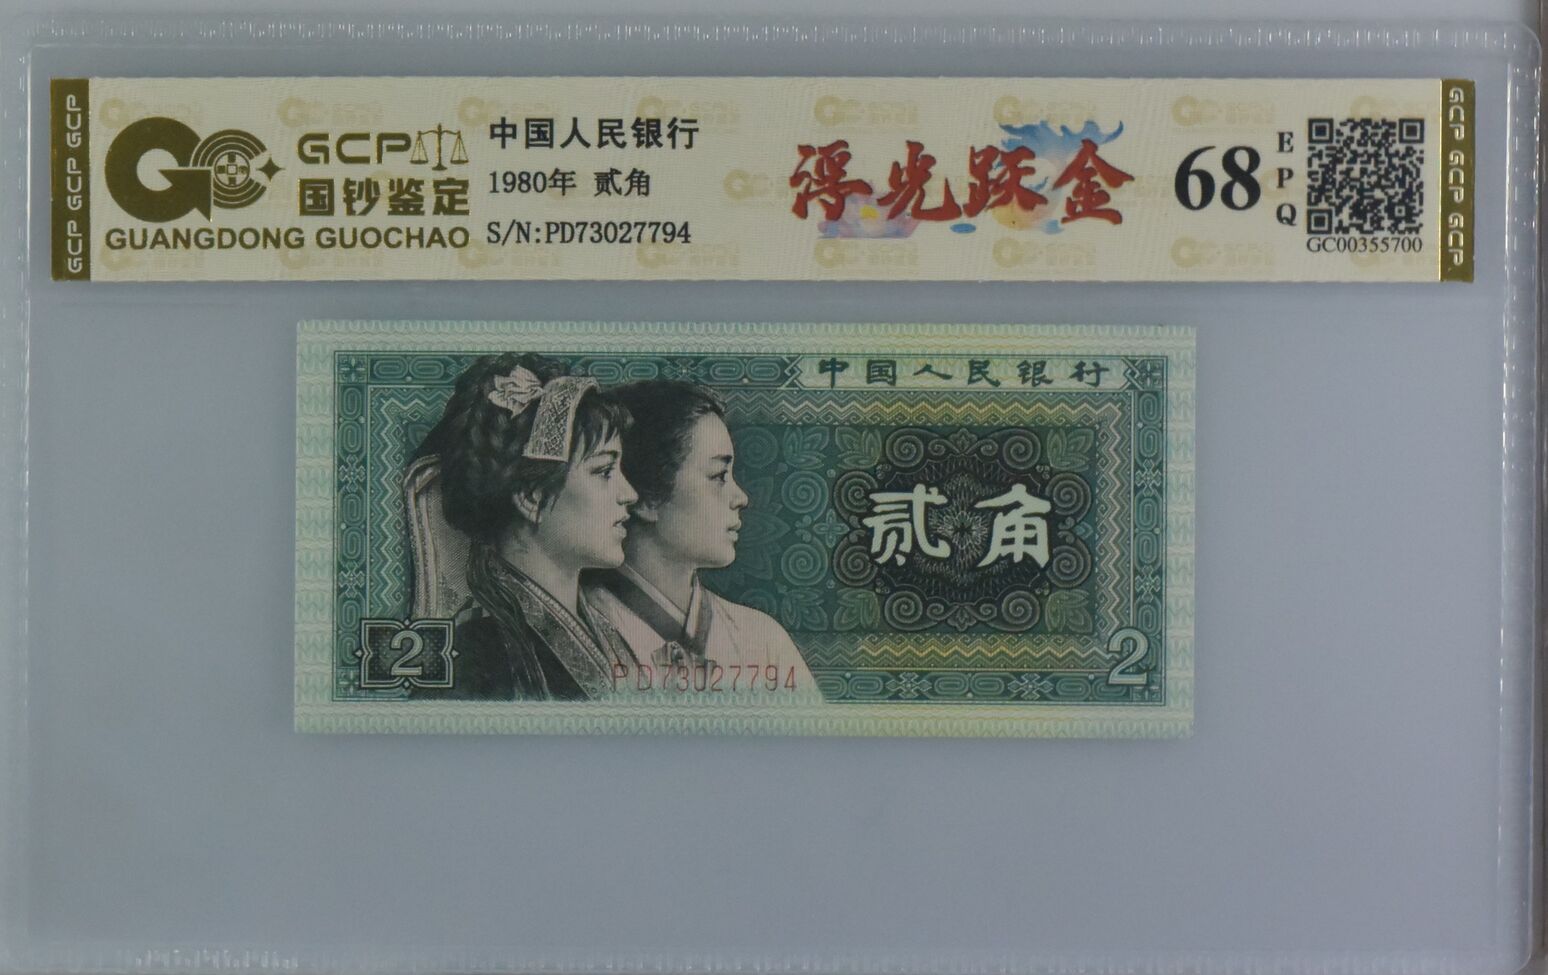 GCP GCP GCP
GCP
国钞鉴定
GUANGDONG GUOCHAO
中国人民银行
1980年 贰角
S/N:PD73027794
浮光跃金
68
EPQ
GC00355700
GCP GCP GCP
中国人民银行
贰角
2
PD73027794
2